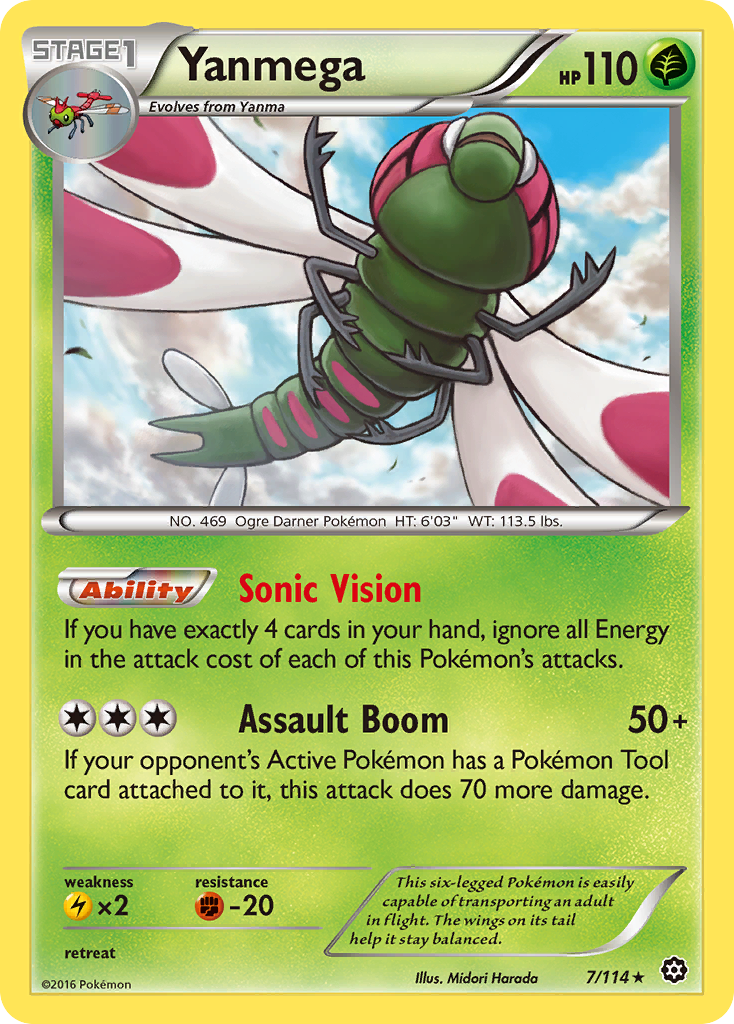 STAGE1
Yanmega
HP110
Evolves from Yanma
NO. 469 Ogre Darner Pokémon HT: 6'03" WT: 113.5 lbs.
Ability Sonic Vision
If you have exactly 4 cards in your hand, ignore all Energy
in the attack cost of each of this Pokémon's attacks.
Assault Boom 50+
If your opponent's Active Pokémon has a Pokémon Tool
card attached to it, this attack does 70 more damage.
weakness
×2
resistance
-20
retreat
This six-legged Pokémon is easily
capable of transporting an adult
in flight. The wings on its tail
help it stay balanced.
©2016 Pokémon
Illus. Midori Harada
7/114★